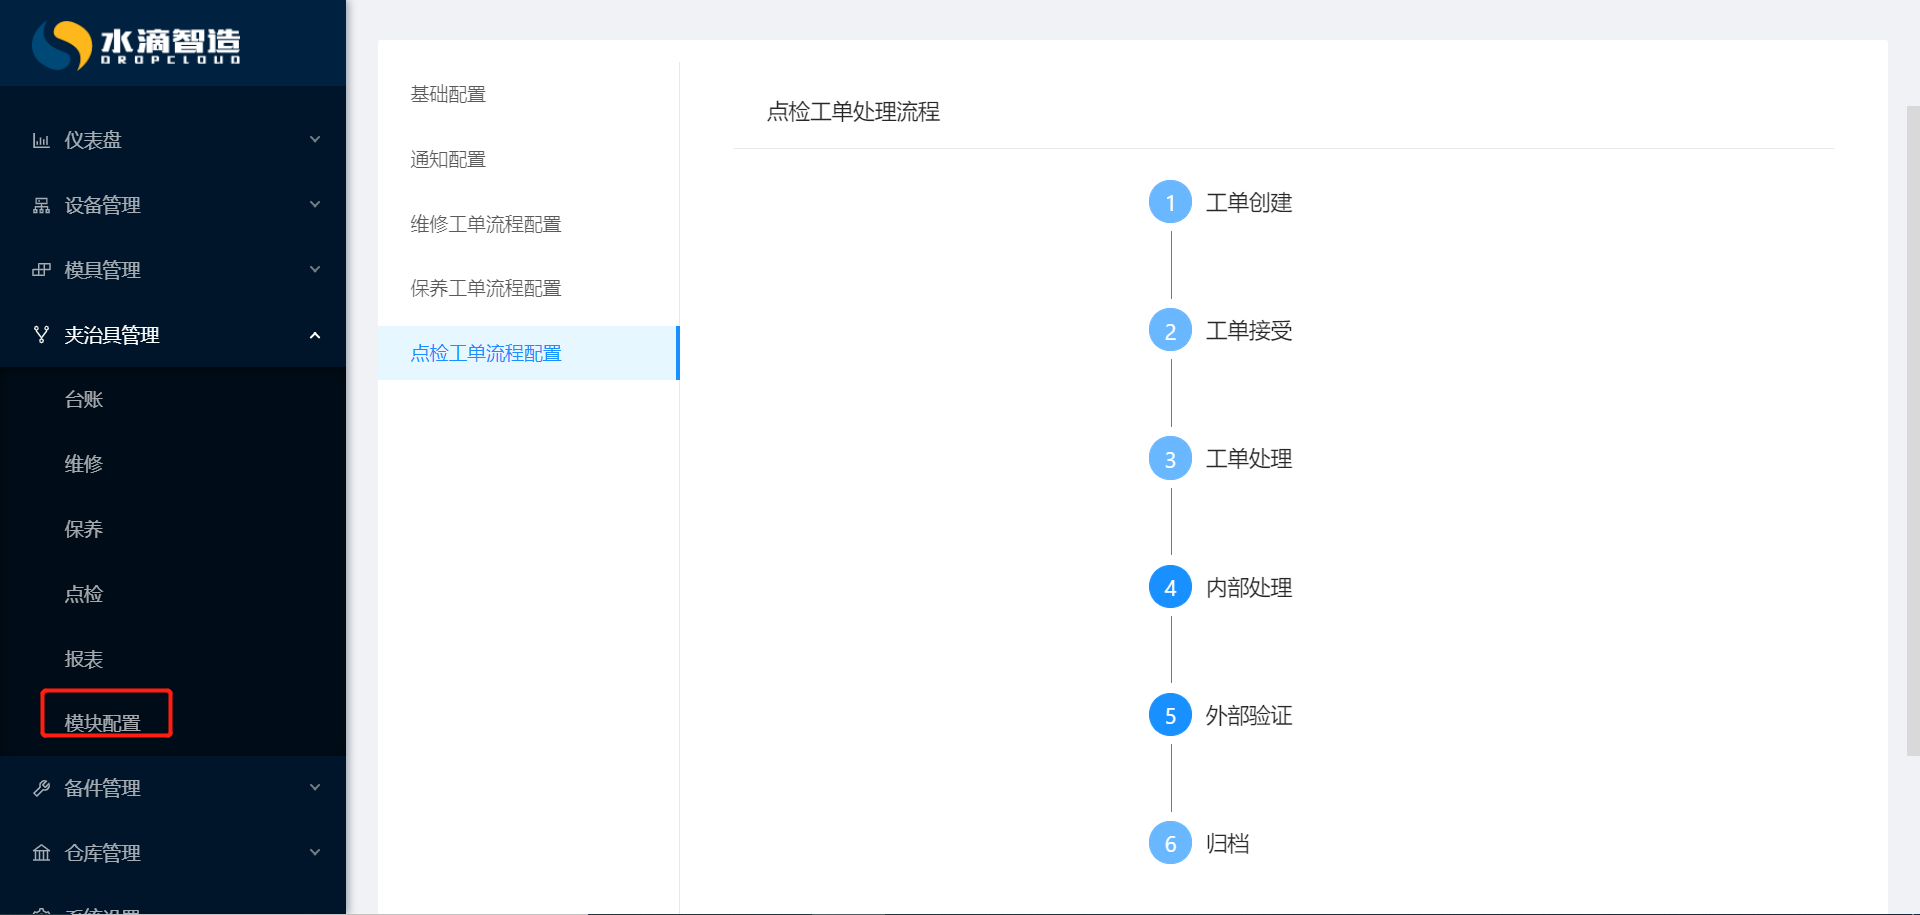 水滴智造
DROPCLOUD
仪表盘
设备管理
模具管理
夹治具管理
台账
维修
保养
点检
报表
模块配置
备件管理
仓库管理
系统设置
基础配置
通知配置
维修工单流程配置
保养工单流程配置
点检工单流程配置
点检工单处理流程
1 工单创建
2 工单接受
3 工单处理
4 内部处理
5 外部验证
6 归档